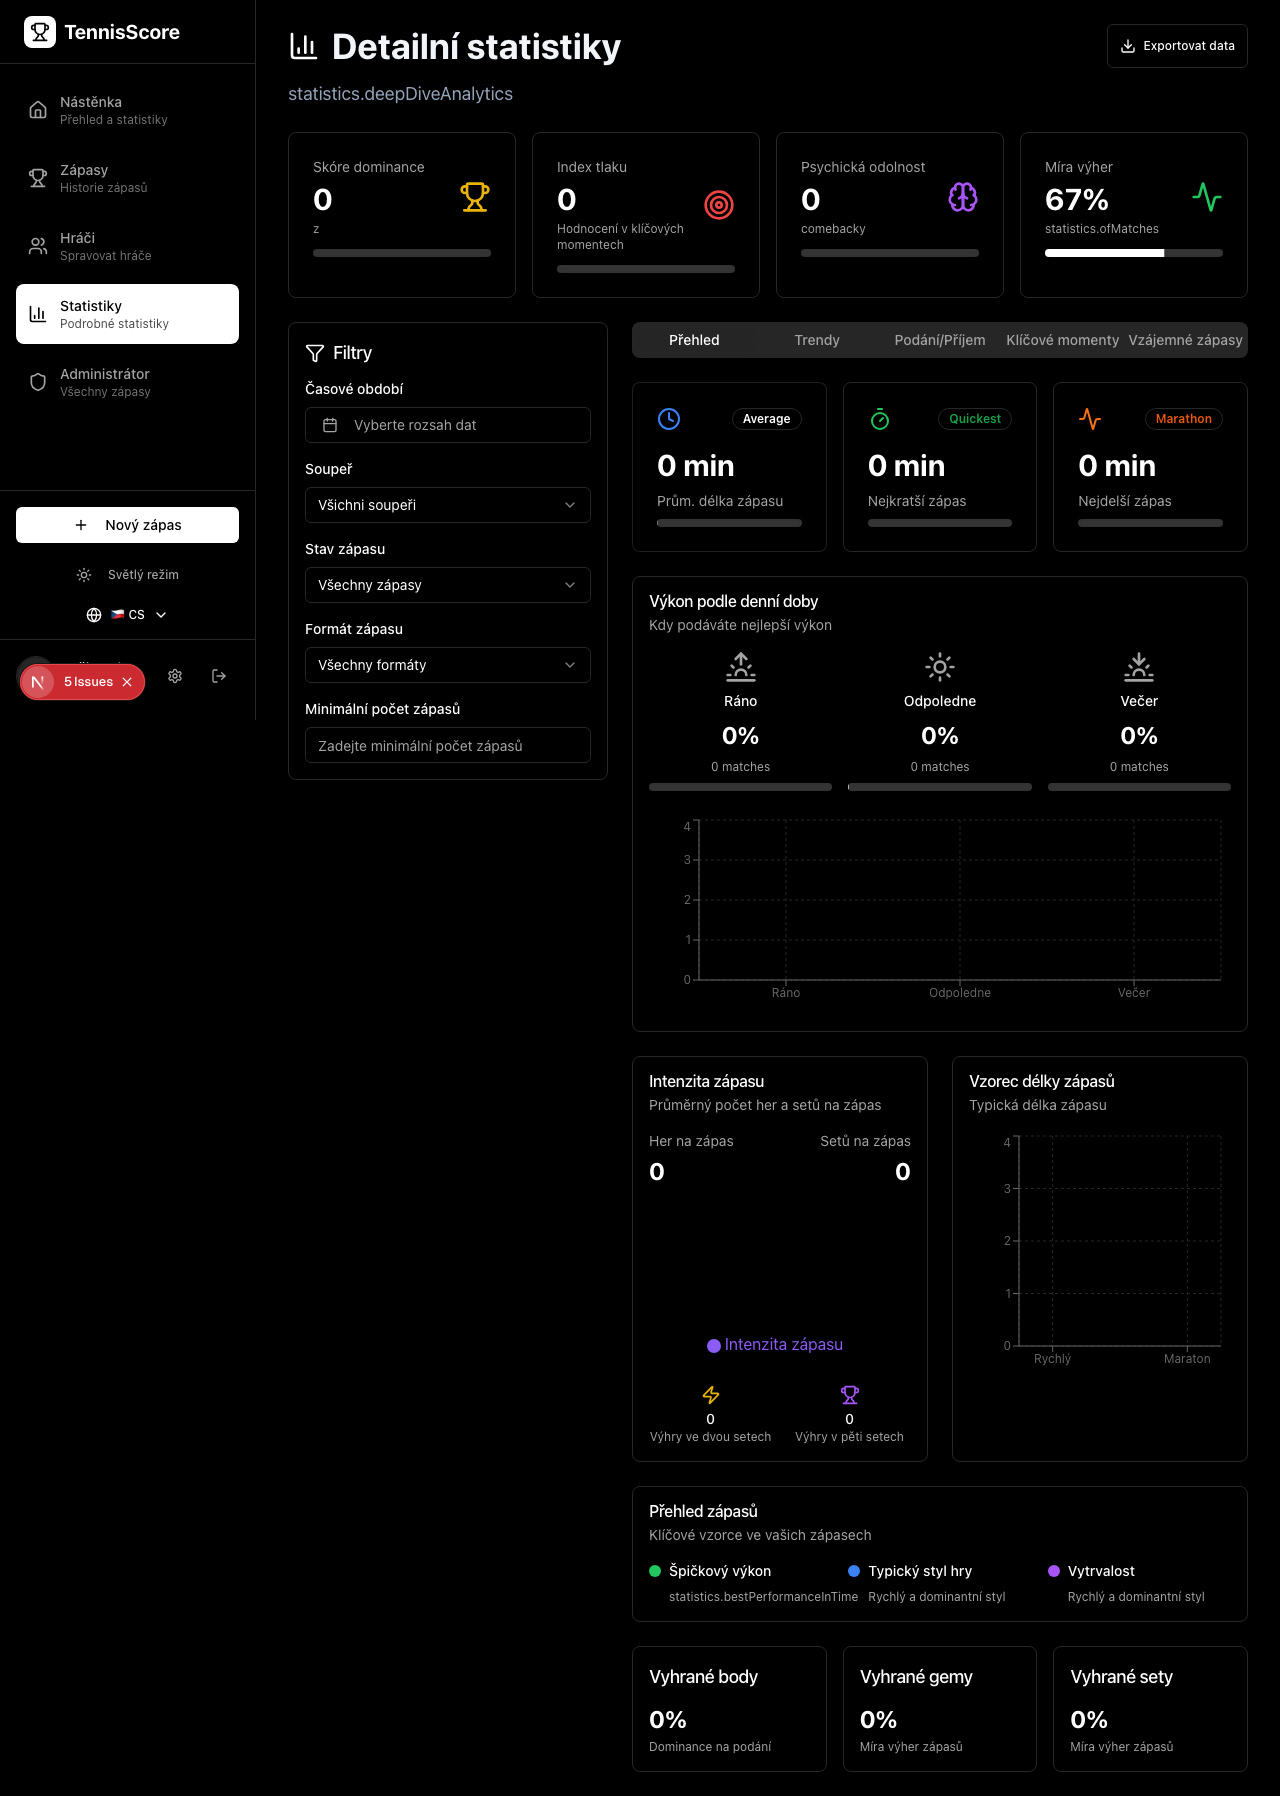 TennisScore
Nástěnka
Přehled a statistiky
Zápasy
Historie zápasů
Hráči
Spravovat hráče
Statistiky
Podrobné statistiky
Administrátor
Všechny zápasy
Nový zápas
Světlý režim
🇨🇿 CS
N 5 Issues
Detailní statistiky
Exportovat data
statistics.deepDiveAnalytics
Skóre dominance
0
z
Index tlaku
0
Hodnocení v klíčových
momentech
Psychická odolnost
0
comebacky
Míra výher
67%
statistics.ofMatches
Filtry
Časové období
Vyberte rozsah dat
Soupeř
Všichni soupeři
Stav zápasu
Všechny zápasy
Formát zápasu
Všechny formáty
Minimální počet zápasů
Zadejte minimální počet zápasů
Přehled Trendy Podání/Příjem Klíčové momenty Vzájemné zápasy
Average
0 min
Prům. délka zápasu
Quickest
0 min
Nejkratší zápas
Marathon
0 min
Nejdelší zápas
Výkon podle denní doby
Kdy podáváte nejlepší výkon
Ráno
0%
0 matches
Odpoledne
0%
0 matches
Večer
0%
0 matches
4
3
2
1
0
Ráno Odpoledne Večer
Intenzita zápasu
Průměrný počet her a setů na zápas
Her na zápas Setů na zápas
0 0
Intenzita zápasu
0 0
Výhry ve dvou setech Výhry v pěti setech
Vzorec délky zápasů
Typická délka zápasu
4
3
2
1
0
Rychlý Maraton
Přehled zápasů
Klíčové vzorce ve vašich zápasech
Špičkový výkon
statistics.bestPerformanceInTime
Typický styl hry
Rychlý a dominantní styl
Vytrvalost
Rychlý a dominantní styl
Vyhrané body
0%
Dominance na podání
Vyhrané gemy
0%
Míra výher zápasů
Vyhrané sety
0%
Míra výher zápasů